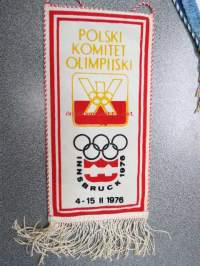 POLSKI
KOMITET
OLIMPIJSKI
INNSBRUCK 1976
4-15 II 1976